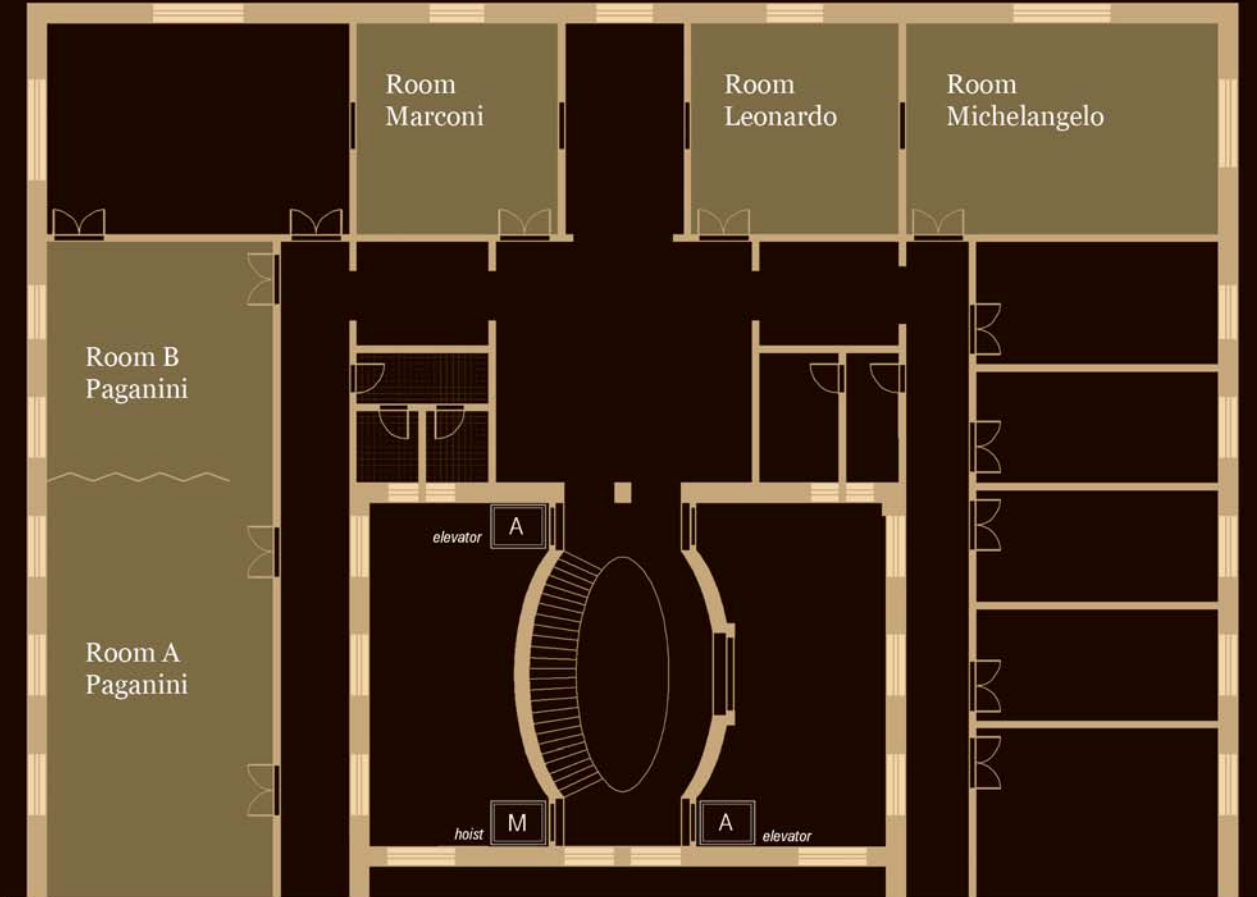 Room
Marconi
Room
Leonardo
Room
Michelangelo
Room B
Paganini
elevator
A
Room A
Paganini
hoist
M
A
elevator